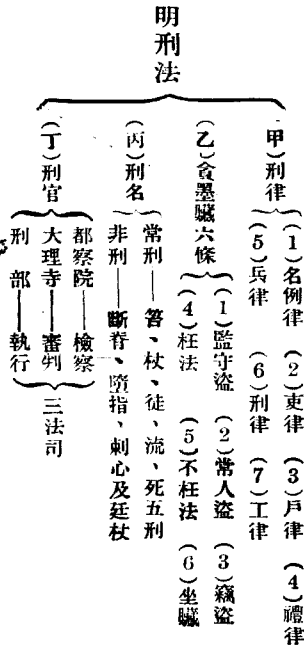 明刑法
(甲)刑律
(1)名例律 (2)吏律 (3)戶律 (4)禮律
(5)兵律 (6)刑律 (7)工律
(乙)貪墨贓六條
(1)監守盜 (2)常人盜 (3)竊盜
(4)枉法 (5)不枉法 (6)坐贓
(丙)刑名
常刑——笞、杖、徒、流、死五刑
非刑——斷脊、墮指、刺心及廷杖
(丁)刑官
都察院——檢察
大理寺——審判
刑部——執行
三法司